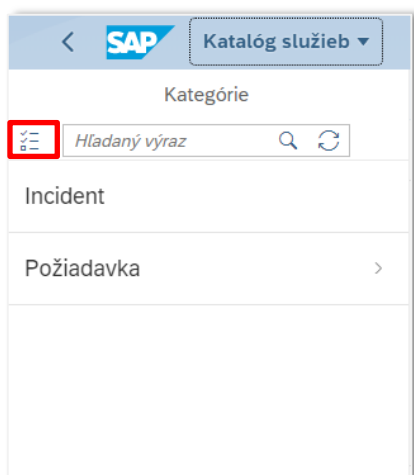 SAP Katalóg služieb
Kategórie
Hľadaný výraz
Incident
Požiadavka